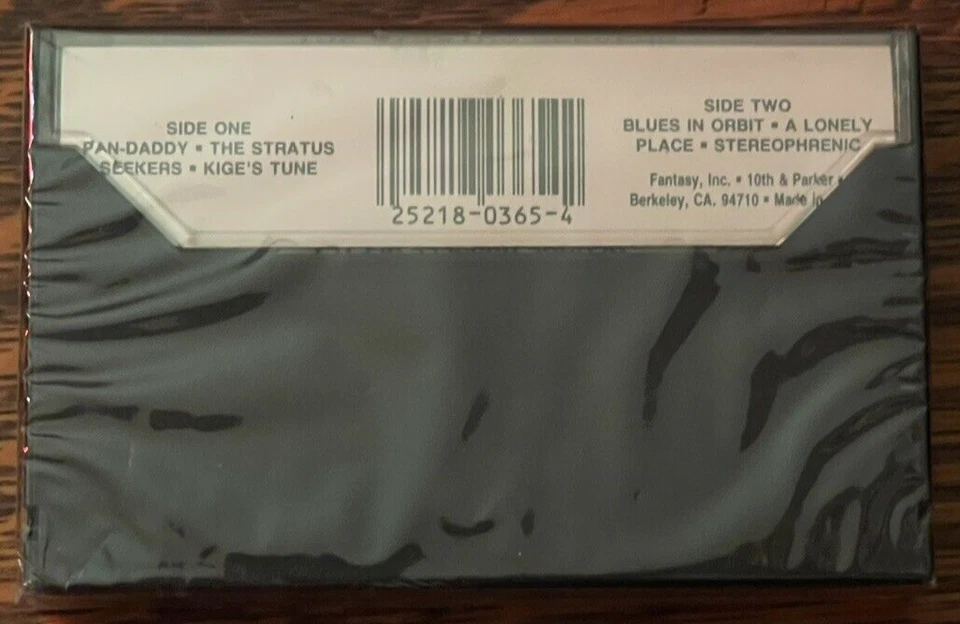 SIDE ONE
PAN-DADDY ▪ THE STRATUS
SEEKERS ▪ KIGE'S TUNE
25218-0365-4
SIDE TWO
BLUES IN ORBIT ▪ A LONELY
PLACE ▪ STEREOPHRENIC
Fantasy, Inc. ▪ 10th & Parker ▪
Berkeley, CA. 94710 ▪ Made in